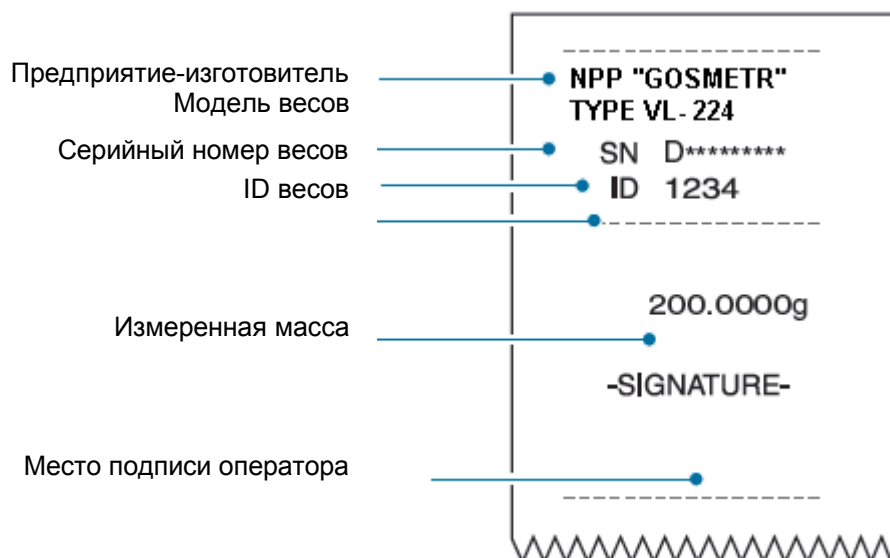 Предприятие-изготовитель
Модель весов
Серийный номер весов
ID весов
Измеренная масса
Место подписи оператора
NPP "GOSMETR"
TYPE VL-224
SN D*********
ID 1234
200.0000g
-SIGNATURE-